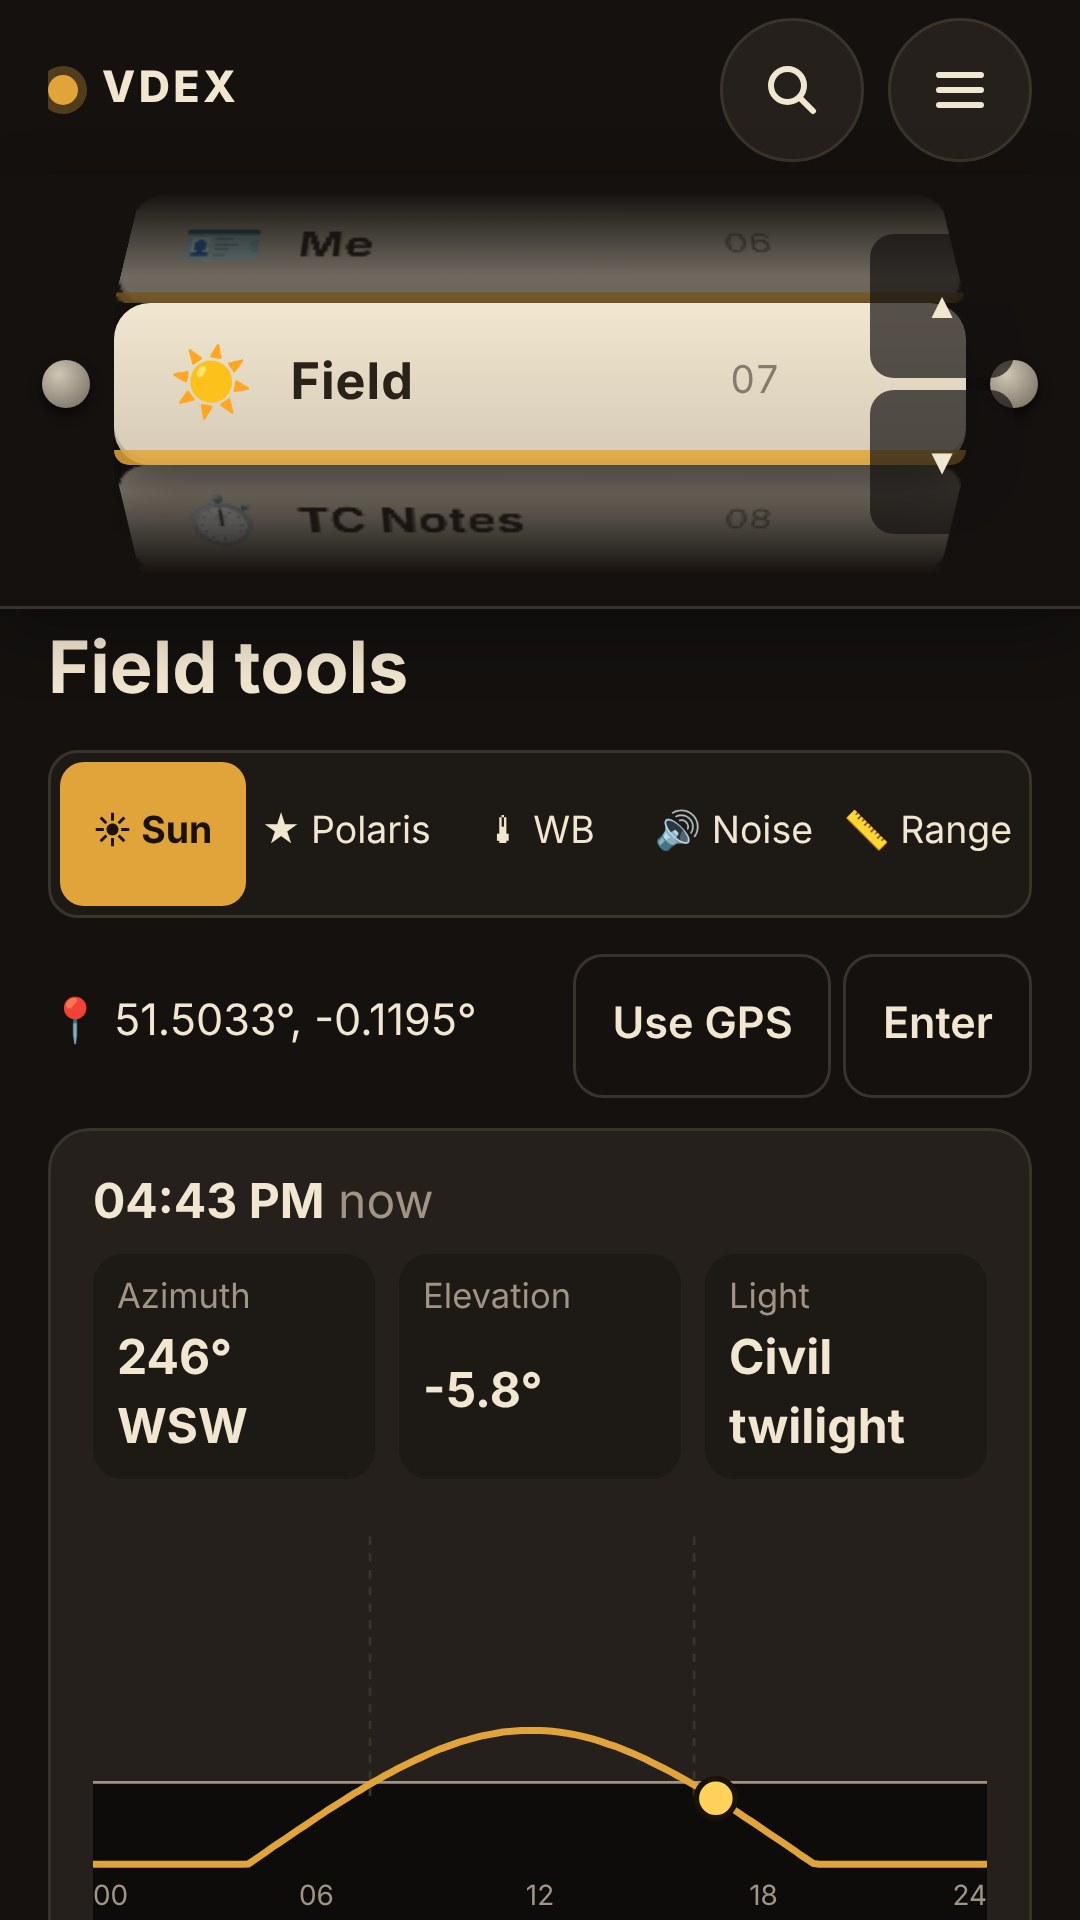 VDEX
Me 06
Field 07
TC Notes 08
Field tools
Sun Polaris WB Noise Range
51.5033°, -0.1195° Use GPS Enter
04:43 PM now
Azimuth Elevation Light
246° WSW -5.8° Civil twilight
00 06 12 18 24